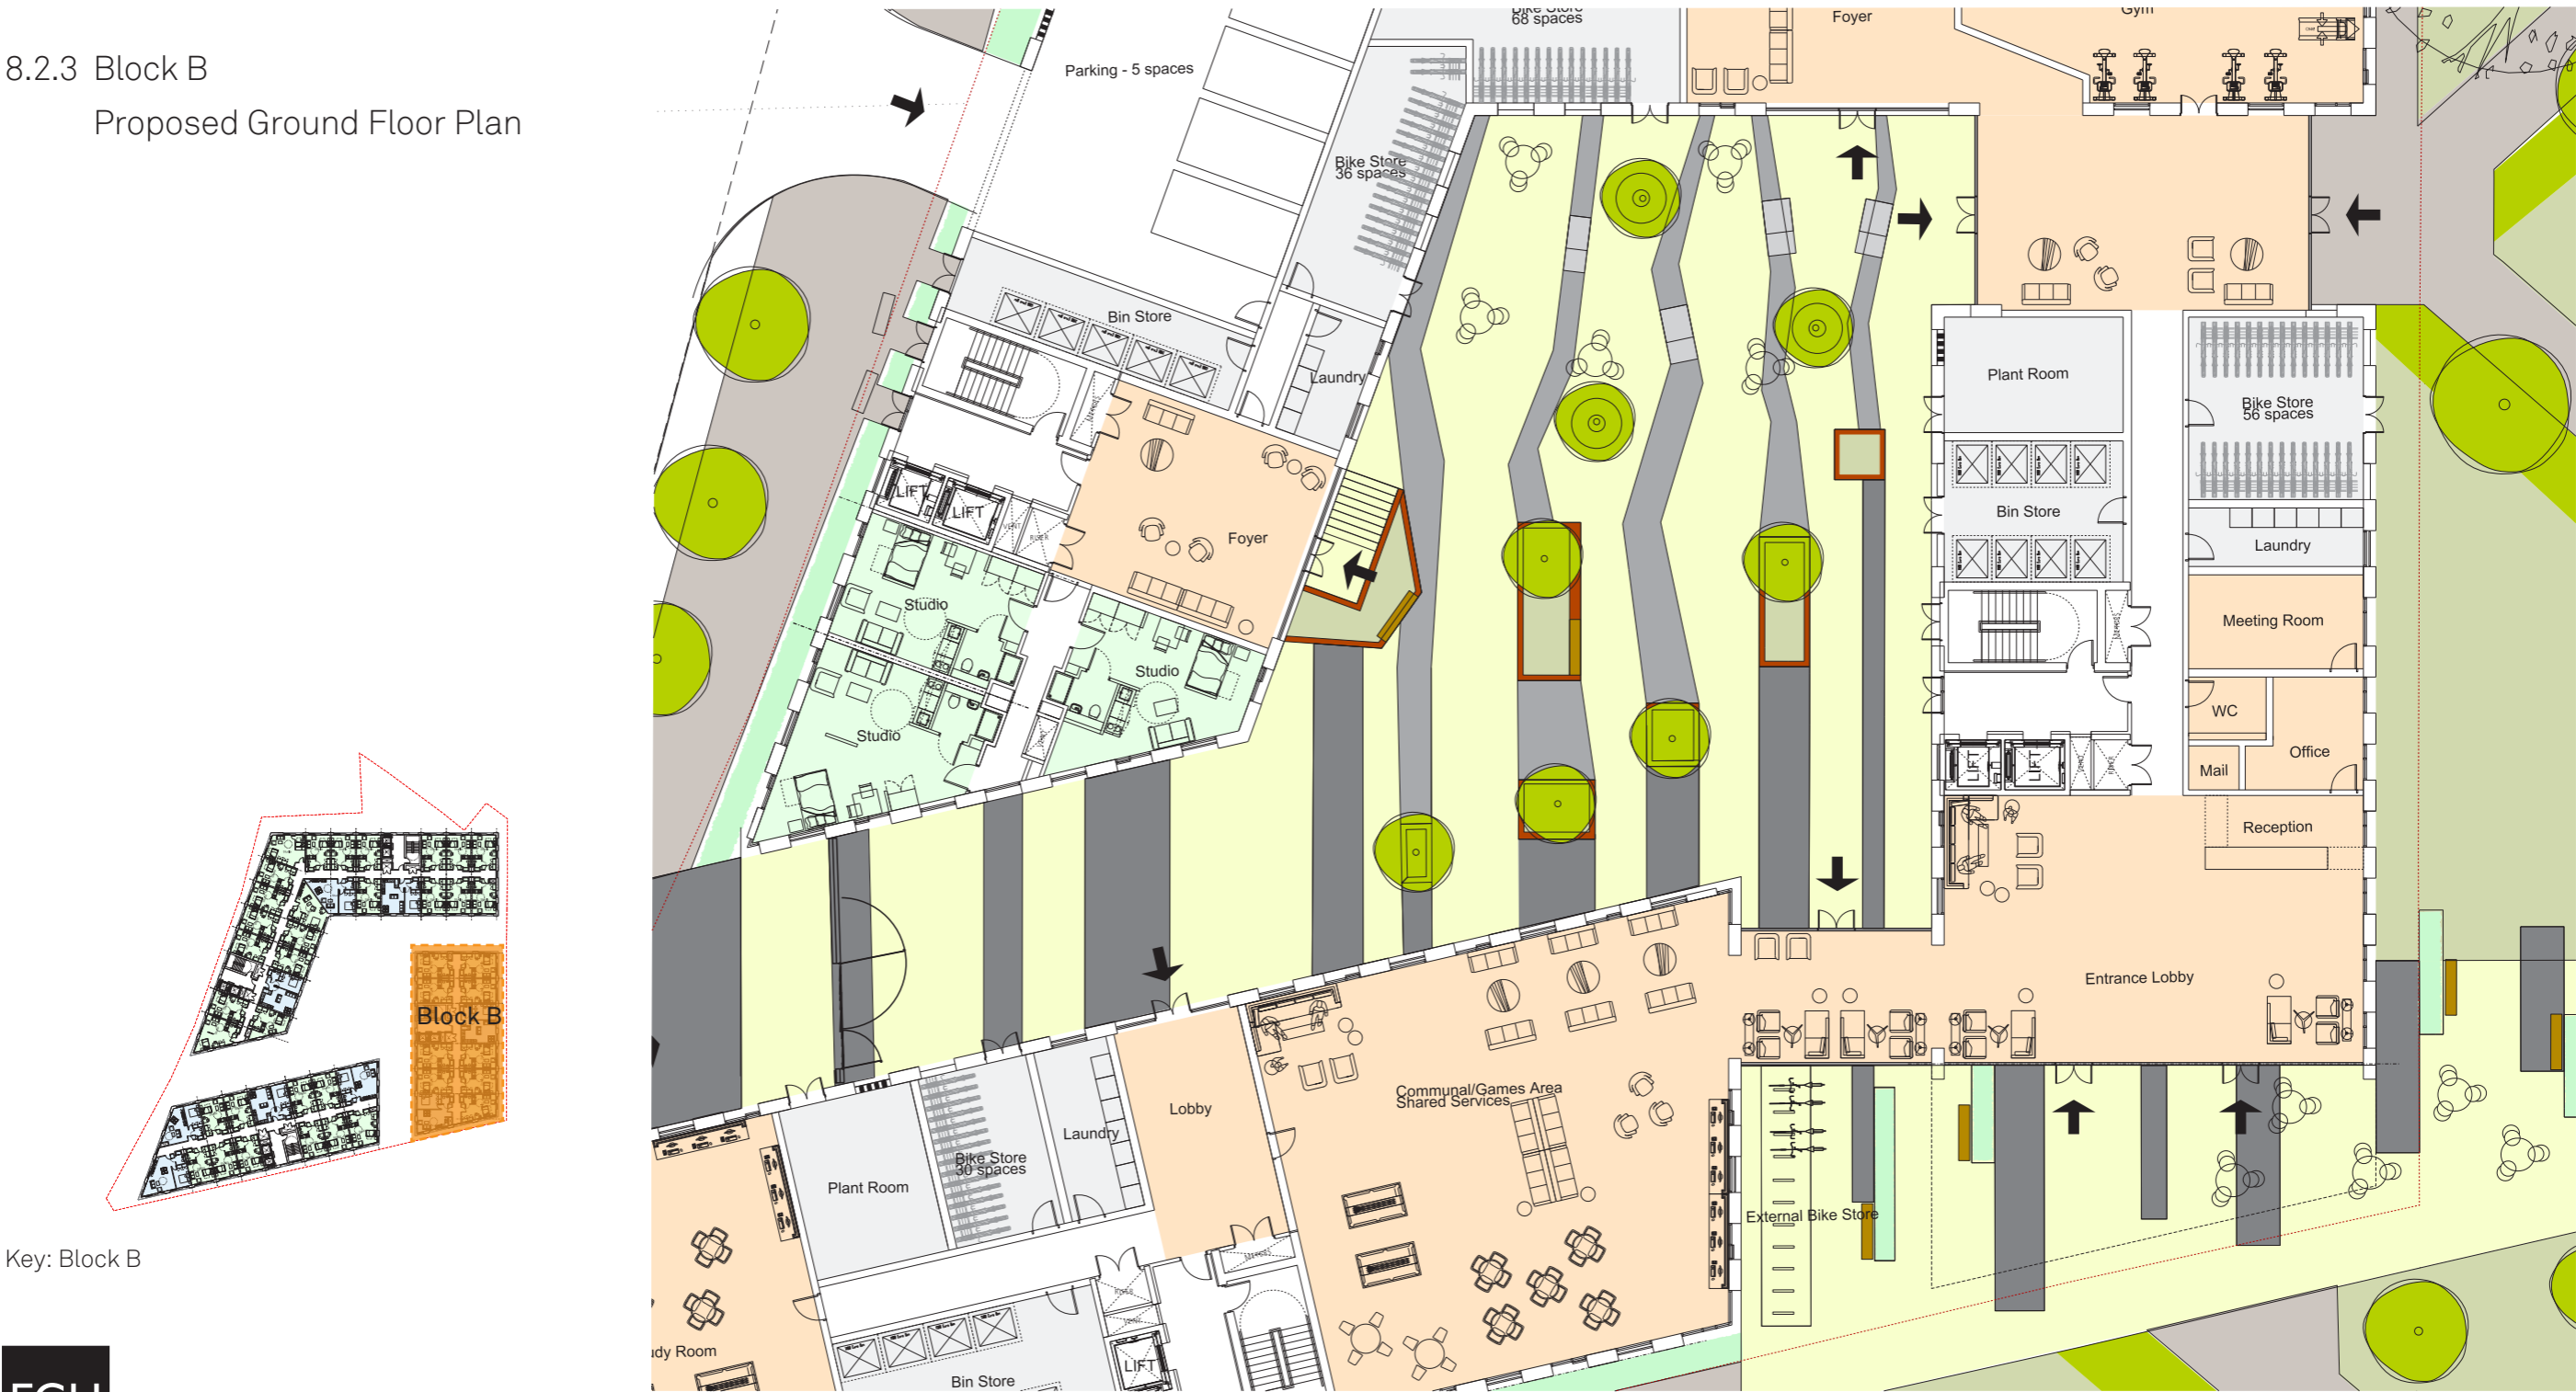 8.2.3 Block B
Proposed Ground Floor Plan
Parking - 5 spaces
68 spaces
Foyer
Gym
Bike Store
36 spaces
Bin Store
Laundry
Plant Room
Bike Store
56 spaces
LIFT
LIFT
Foyer
Bin Store
Laundry
Studio
Studio
Studio
Meeting Room
WC
Office
Mail
LIFT
LIFT
Reception
Entrance Lobby
Block B
Communal/Games Area
Shared Services
Lobby
Laundry
Bike Store
30 spaces
Plant Room
External Bike Store
Key: Block B
Room
LIFT
Bin Store